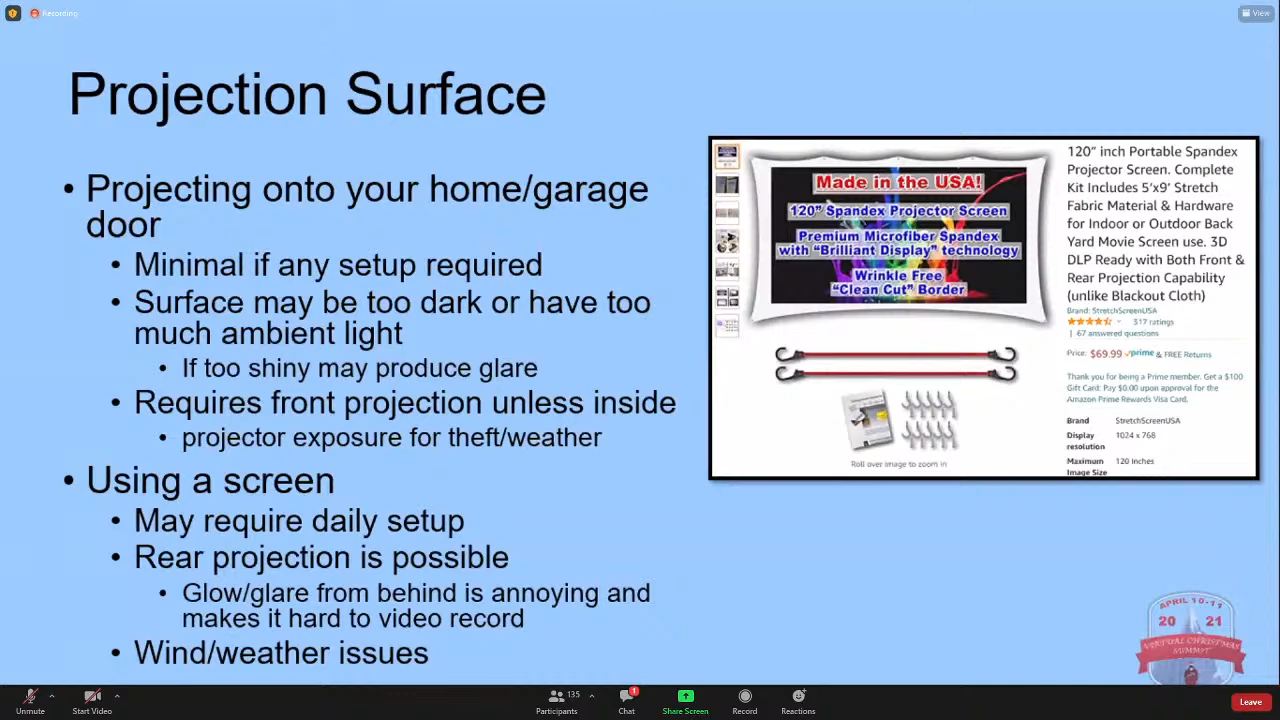 Recording
View
Projection Surface
• Projecting onto your home/garage
door
• Minimal if any setup required
• Surface may be too dark or have too
much ambient light
• If too shiny may produce glare
• Requires front projection unless inside
• projector exposure for theft/weather
• Using a screen
• May require daily setup
• Rear projection is possible
• Glow/glare from behind is annoying and
makes it hard to video record
• Wind/weather issues
Made in the USA!
120" Spandex Projector Screen
Premium Microfiber Spandex
with "Brilliant Display" technology
Wrinkle Free
"Clean Cut" Border
Roll over image to zoom in
120" inch Portable Spandex
Projector Screen. Complete
Kit Includes 5'x9' Stretch
Fabric Material & Hardware
for Indoor or Outdoor Back
Yard Movie Screen use. 3D
DLP Ready with Both Front &
Rear Projection Capability
(unlike Blackout Cloth)
Brand: StretchScreenUSA
317 ratings
| 67 answered questions
Price: $69.99 prime & FREE Returns
Thank you for being a Prime member. Get a $100
Gift Card: Pay $0.00 upon approval for the
Amazon Prime Rewards Visa Card.
Brand StretchScreenUSA
Display 1024 x 768
resolution
Maximum 120 Inches
Image Size
APRIL 10-11
20 21
VIRTUAL CHRISTMAS
SUMMIT
Unmute
Start Video
135
Participants
1
Chat
Share Screen
Record
Reactions
Leave